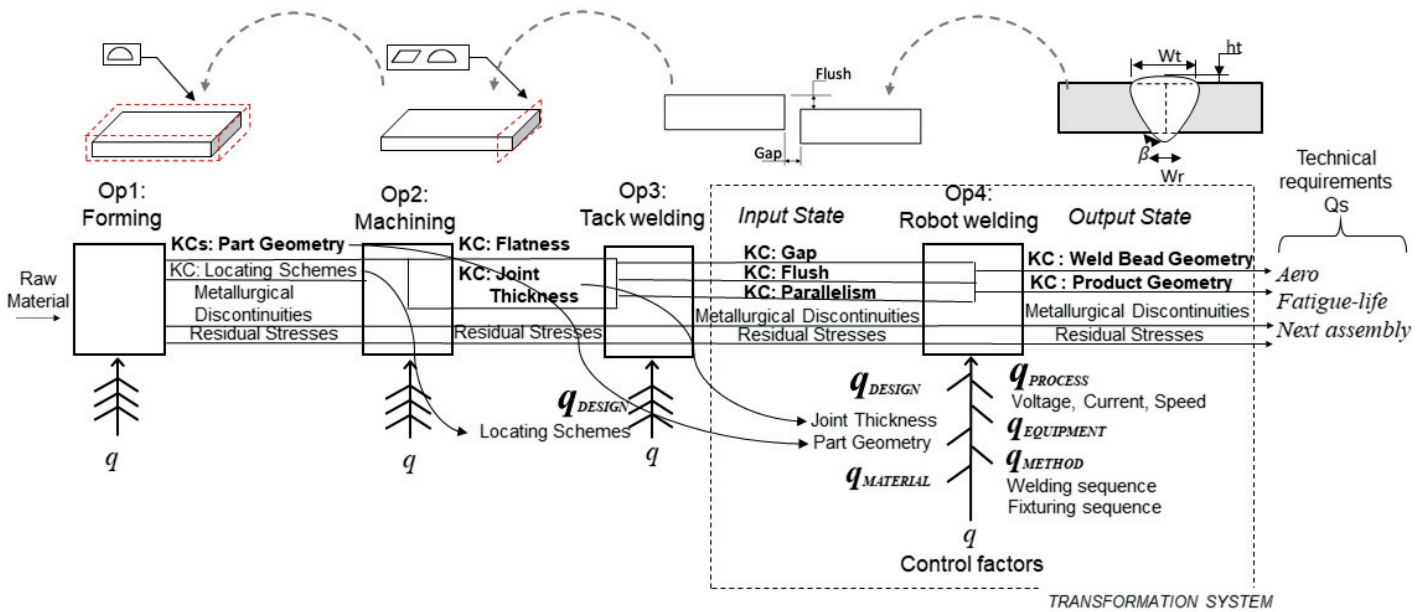 Flush
Gap
Wt
ht
β
Wr
Op1:
Forming
Op2:
Machining
Op3:
Tack welding
Input State
Op4:
Robot welding
Output State
Technical
requirements
Qs
Raw
Material
KCs: Part Geometry
KC: Locating Schemes
Metallurgical
Discontinuities
Residual Stresses
KC: Flatness
KC: Joint
Thickness
Residual Stresses
KC: Gap
KC: Flush
KC: Parallelism
Metallurgical Discontinuities
Residual Stresses
KC : Weld Bead Geometry
KC : Product Geometry
Metallurgical Discontinuities
Residual Stresses
Aero
Fatigue-life
Next assembly
q
q
q DESIGN
Locating Schemes
q
q DESIGN
Joint Thickness
Part Geometry
q MATERIAL
q PROCESS
Voltage, Current, Speed
q EQUIPMENT
q METHOD
Welding sequence
Fixturing sequence
q
Control factors
TRANSFORMATION SYSTEM